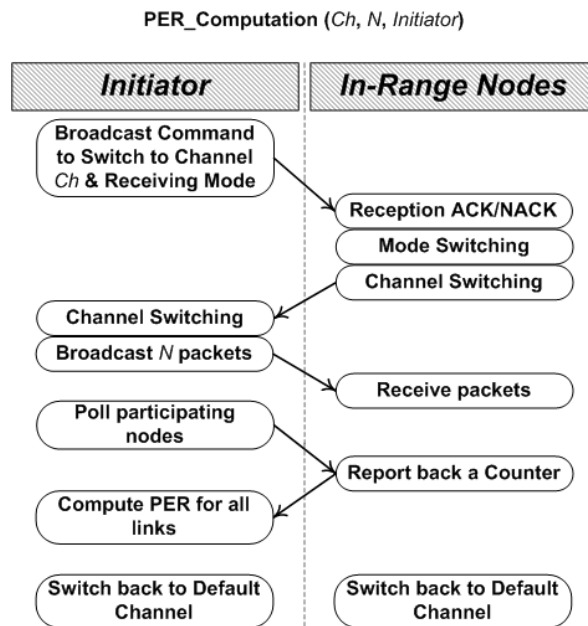 PER_Computation (Ch, N, Initiator)
Initiator
In-Range Nodes
Broadcast Command
to Switch to Channel
Ch & Receiving Mode
Reception ACK/NACK
Mode Switching
Channel Switching
Channel Switching
Broadcast N packets
Receive packets
Poll participating
nodes
Report back a Counter
Compute PER for all
links
Switch back to Default
Channel
Switch back to Default
Channel